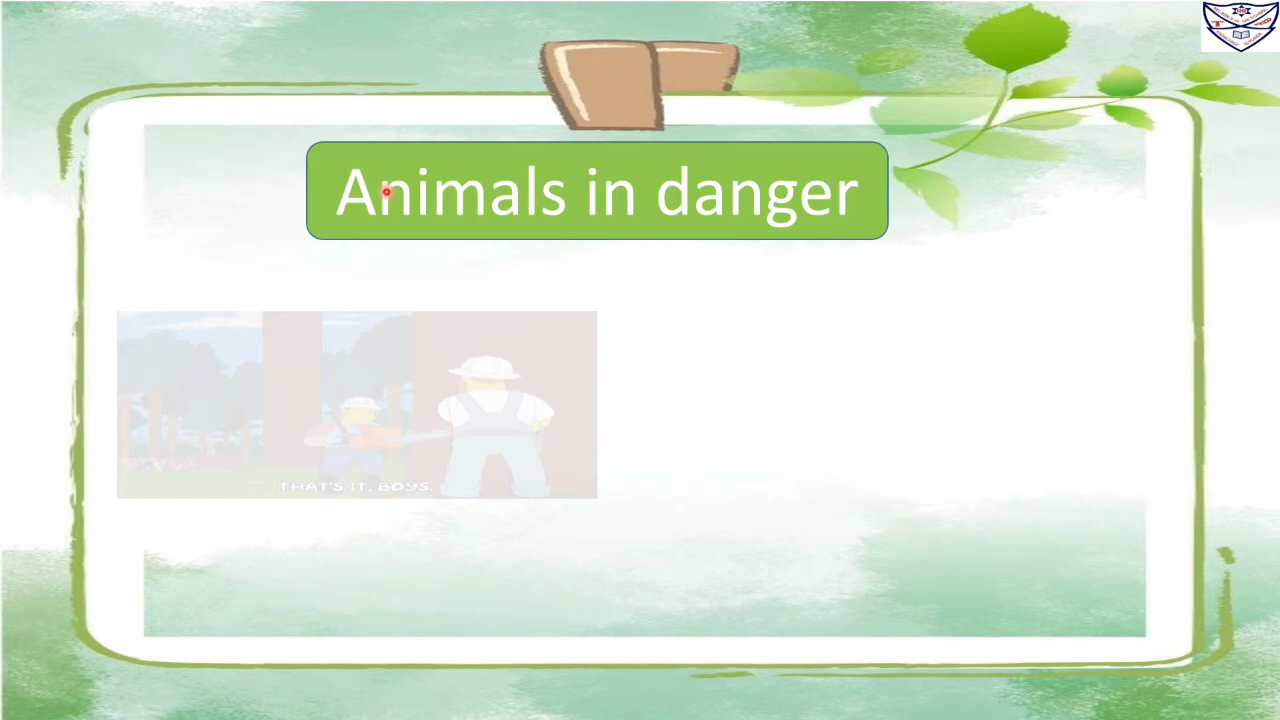 Animals in danger
THAT'S IT, BOYS.